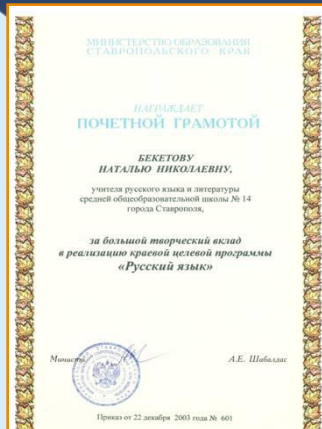 МИНИСТЕРСТВО ОБРАЗОВАНИЯ
СТАВРОПОЛЬСКОГО КРАЯ
НАГРАЖДАЕТ
ПОЧЕТНОЙ ГРАМОТОЙ
БЕКЕТОВУ
НАТАЛЬЮ НИКОЛАЕВНУ,
учителя русского языка и литературы
средней общеобразовательной школы № 14
города Ставрополя,
за большой творческий вклад
в реализацию краевой целевой программы
«Русский язык»
Министр А.Е. Шабалдас
Приказ от 22 декабря 2003 года № 601